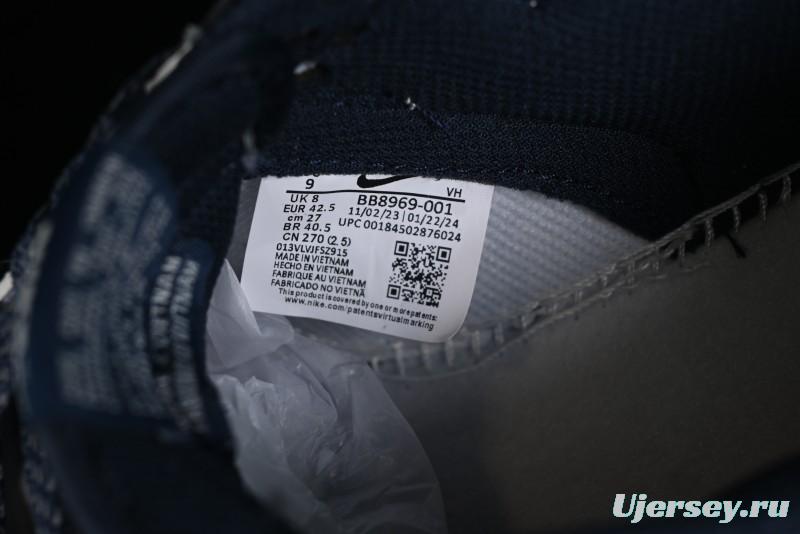 9
VH
UK 8
EUR 42.5
cm 27
BR 40.5
CN 270 (2.5)
BB8969-001
11/02/23 | 01/22/24
UPC 00184502876024
013VLVJFSZ915
MADE IN VIETNAM
HECHO EN VIETNAM
FABRIQUE AU VIETNAM
FABRICADO NO VIETNÃ
This product is covered by one or more patents:
www.nike.com/patentsvirtualmarking
Ujersey.ru